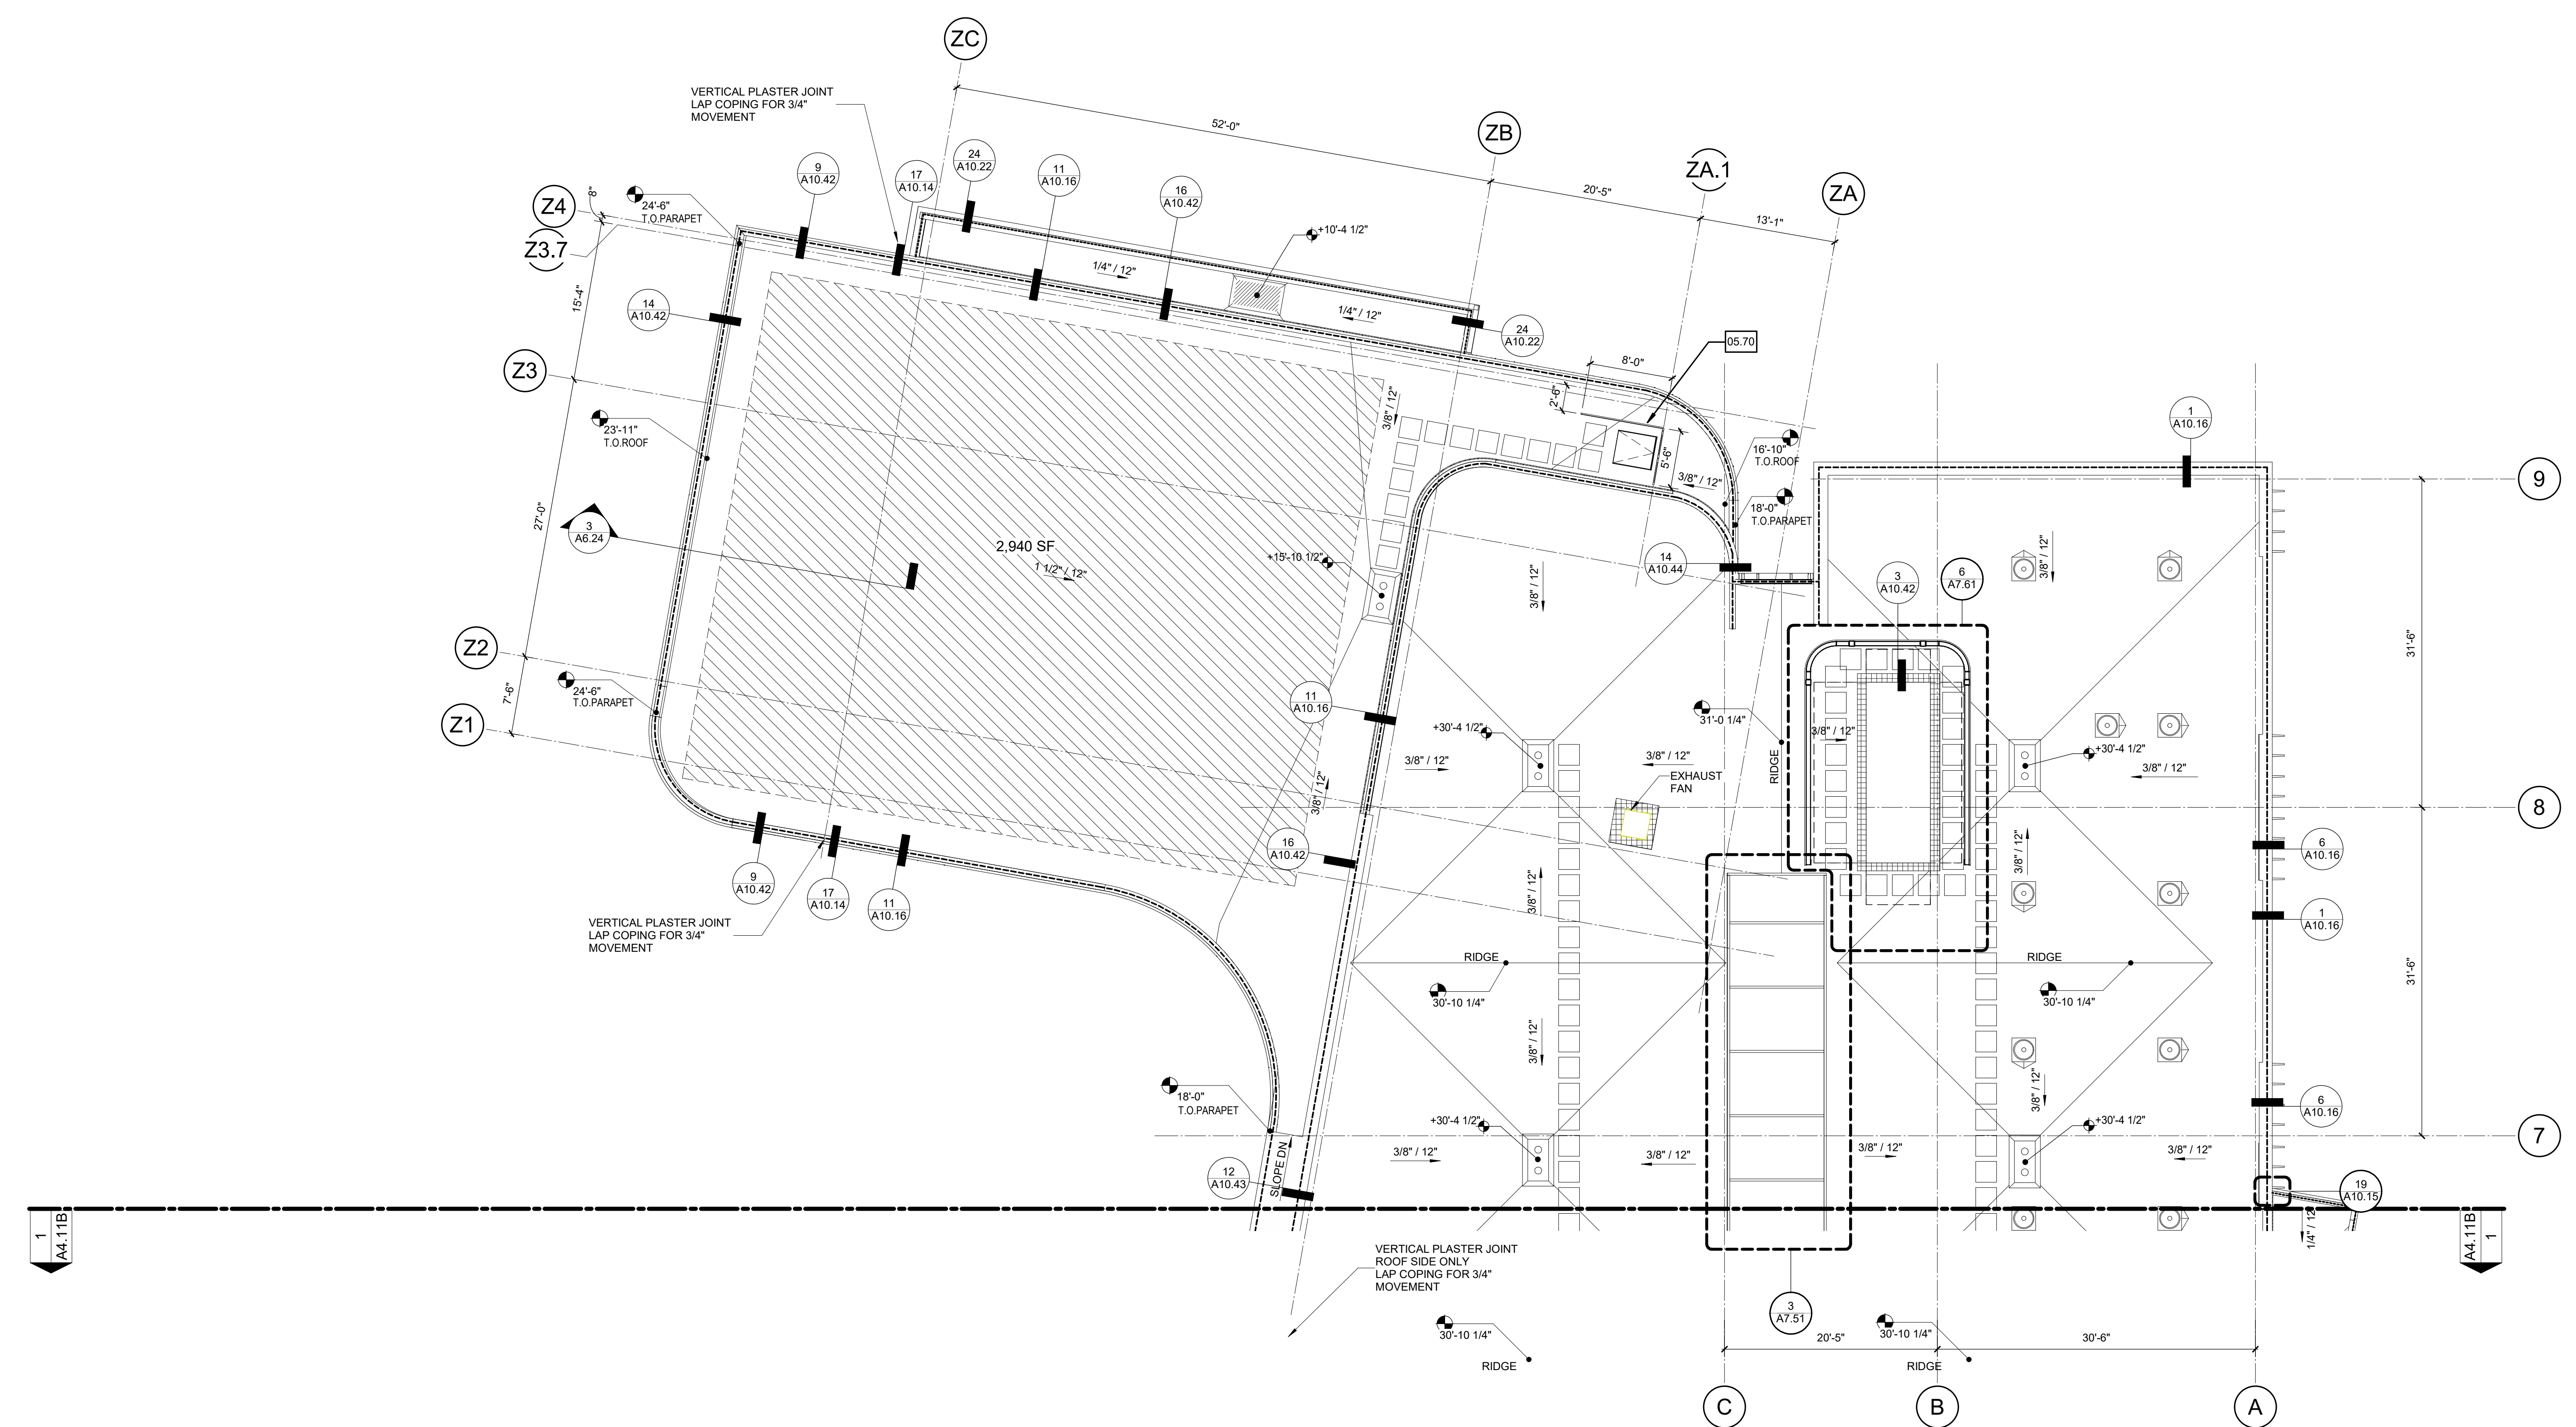 ZC
VERTICAL PLASTER JOINT
LAP COPING FOR 3/4"
MOVEMENT
52'-0"
ZB
ZA.1
ZA
20'-5"
13'-1"
9
A10.42
17
A10.14
24
A10.22
11
A10.16
16
A10.42
Z4
Z3.7
8"
24'-6"
T.O.PARAPET
+10'-4 1/2"
1/4" / 12"
1/4" / 12"
24
A10.22
15'-4"
14
A10.42
05.70
8'-0"
2'-6"
5'-6"
Z3
3/8" / 12"
23'-11"
T.O.ROOF
16'-10"
T.O.ROOF
3/8" / 12"
18'-0"
T.O.PARAPET
1
A10.16
9
27'-0"
3
A6.24
2,940 SF
1 1/2" / 12"
+15'-10 1/2"
14
A10.44
3/8" / 12"
3
A10.42
6
A7.61
3/8" / 12"
31'-6"
Z2
7'-6"
24'-6"
T.O.PARAPET
Z1
11
A10.16
+30'-4 1/2"
31'-0 1/4"
RIDGE
3/8" / 12"
+30'-4 1/2"
3/8" / 12"
3/8" / 12"
3/8" / 12"
3/8" / 12"
EXHAUST
FAN
8
16
A10.42
6
A10.16
9
A10.42
17
A10.14
11
A10.16
3/8" / 12"
3/8" / 12"
1
A10.16
VERTICAL PLASTER JOINT
LAP COPING FOR 3/4"
MOVEMENT
RIDGE
30'-10 1/4"
RIDGE
30'-10 1/4"
31'-6"
3/8" / 12"
3/8" / 12"
18'-0"
T.O.PARAPET
+30'-4 1/2"
+30'-4 1/2"
6
A10.16
7
3/8" / 12"
3/8" / 12"
3/8" / 12"
3/8" / 12"
12
A10.43
SLOPE DN
19
A10.15
1/4" / 12"
1
A4.11B
A4.11B
1
VERTICAL PLASTER JOINT
ROOF SIDE ONLY
LAP COPING FOR 3/4"
MOVEMENT
3
A7.51
30'-10 1/4"
RIDGE
30'-10 1/4"
RIDGE
20'-5"
30'-6"
C
B
A